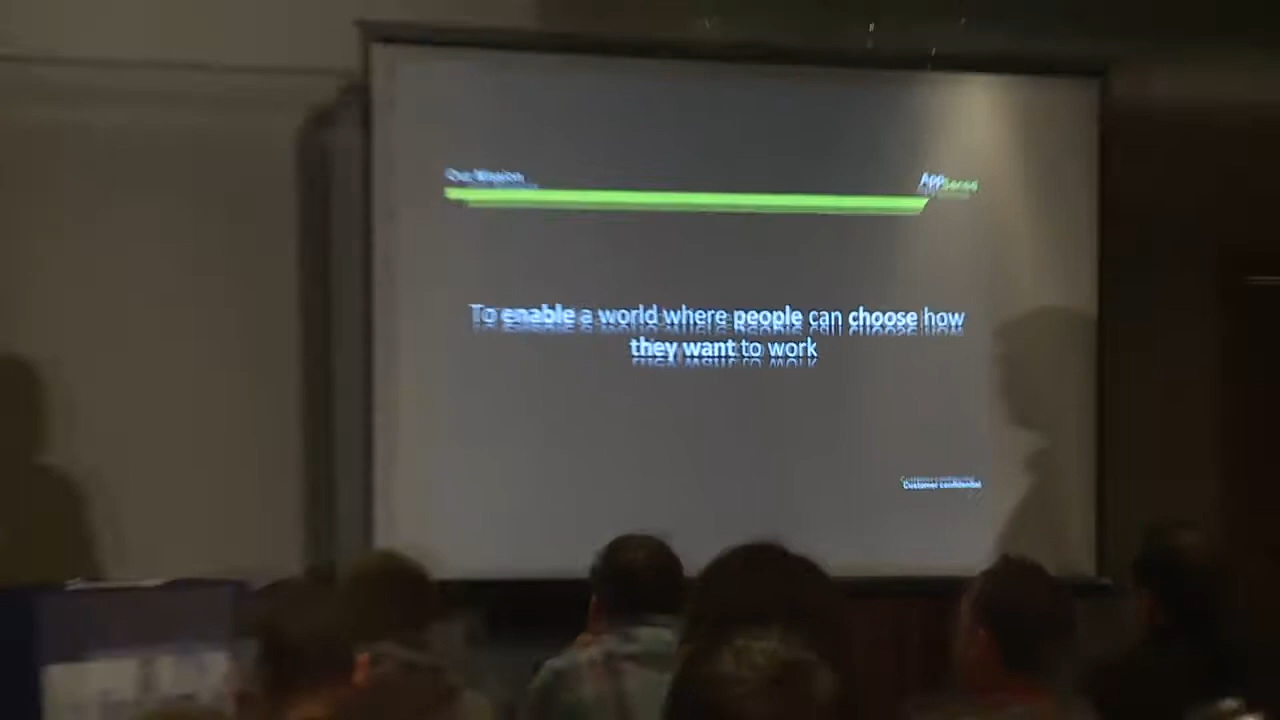 Our Mission
AppSense
To enable a world where people can choose how
they want to work
Customer confidential